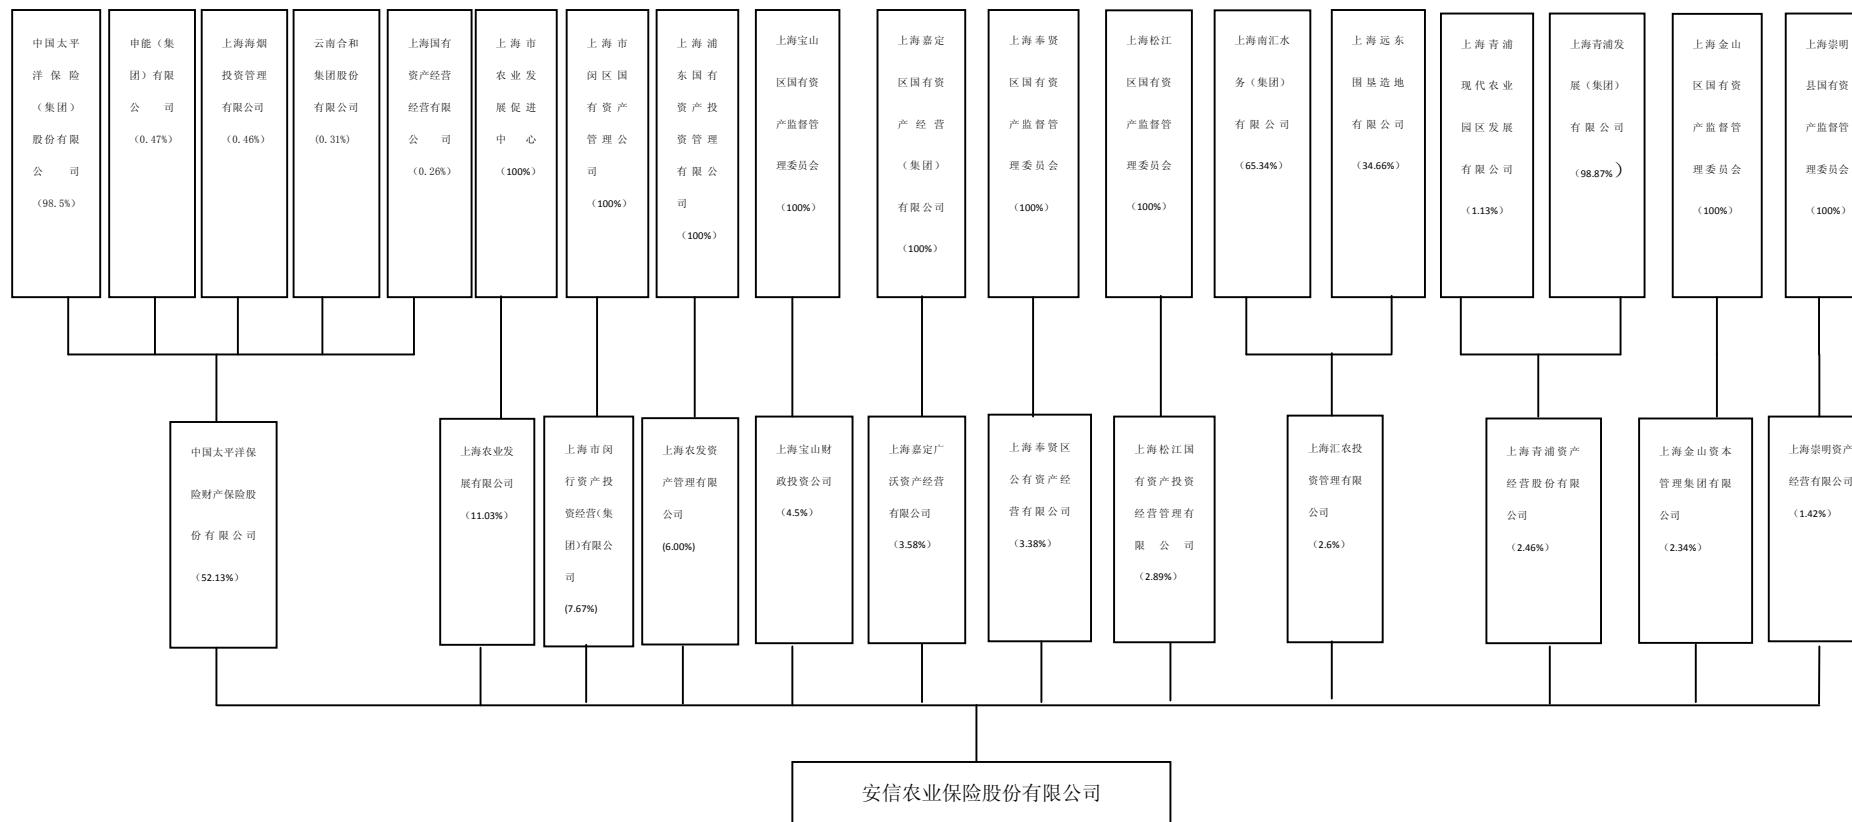 中国太平
洋保险
（集团）
股份有限
公司
（98.5%）
申能（集
团）有限
公司
（0.47%）
上海海烟
投资管理
有限公司
（0.46%）
云南合和
集团股份
有限公司
(0.31%)
上海国有
资产经营
经营有限
公司
（0.26%）
上海市
农业发
展促进
中心
（100%）
上海市
闵区国
有资产
管理公
司
（100%）
上海浦
东国有
资产投
资管理
有限公
司
（100%）
上海宝山
区国有资
产监督管
理委员会
（100%）
上海嘉定
区国有资
产经营
（集团）
有限公司
（100%）
上海奉贤
区国有资
产监督管
理委员会
（100%）
上海松江
区国有资
产监督管
理委员会
（100%）
上海南汇水
务（集团）
有限公司
（65.34%）
上海远东
围垦造地
有限公司
（34.66%）
上海青浦
现代农业
园区发展
有限公司
（1.13%）
上海青浦发
展（集团）
有限公司
（98.87%）
上海金山
区国有资
产监督管
理委员会
（100%）
上海崇明
县国有资
产监督管
理委员会
（100%）
中国太平洋保
险财产保险股
份有限公司
（52.13%）
上海农业发
展有限公司
（11.03%）
上海市闵
行资产投
资经营（集
团）有限公
司
(7.67%)
上海农发资
产管理有限
公司
(6.00%)
上海宝山财
政投资公司
（4.5%）
上海嘉定广
沃资产经营
有限公司
（3.58%）
上海奉贤区
公有资产经
营有限公司
（3.38%）
上海松江国
有资产投资
经营管理有
限公司
（2.89%）
上海汇农投
资管理有限
公司
（2.6%）
上海青浦资产
经营股份有限
公司
（2.46%）
上海金山资本
管理集团有限
公司
（2.34%）
上海崇明资产
经营有限公司
（1.42%）
安信农业保险股份有限公司